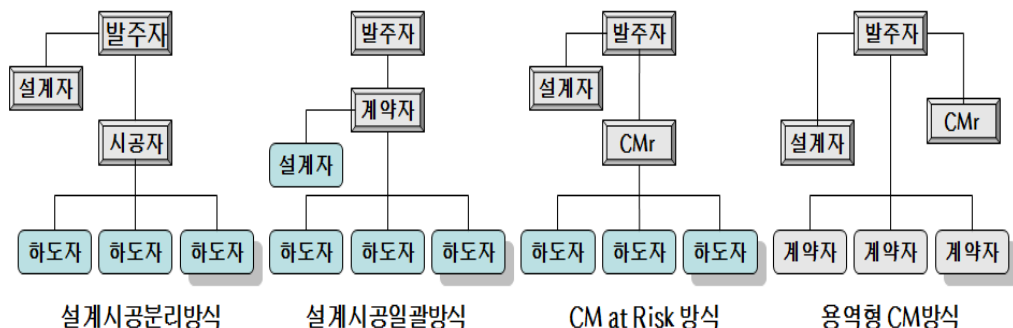 발주자
설계자
시공자
하도자 하도자 하도자
설계시공분리방식
발주자
계약자
설계자
하도자 하도자 하도자
설계시공일괄방식
발주자
설계자
CMr
하도자 하도자 하도자
CM at Risk 방식
발주자
CMr
설계자
계약자 계약자 계약자
용역형 CM방식